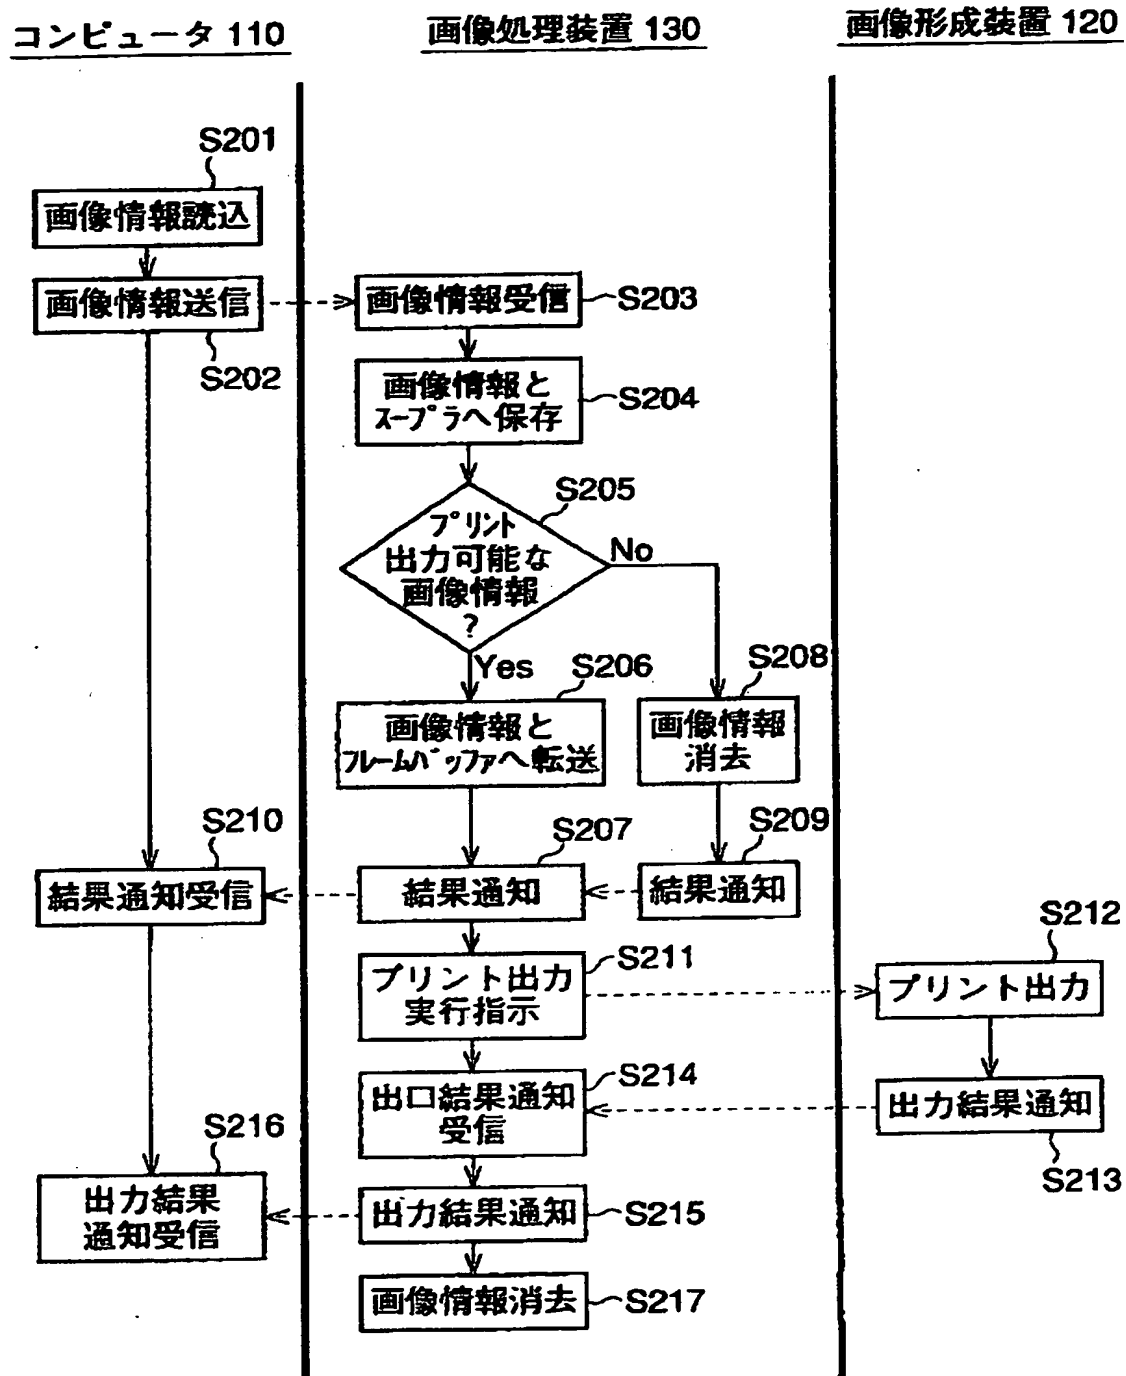 コンピュータ 110
画像処理装置 130
画像形成装置 120
S201
画像情報読込
画像情報送信
S202
画像情報受信
S203
画像情報と
スープラへ保存
S204
S205
プリント
出力可能な
画像情報
?
No
Yes
S206
画像情報と
フレームバッファへ転送
S208
画像情報
消去
S210
結果通知受信
S207
結果通知
S209
結果通知
S211
プリント出力
実行指示
S212
プリント出力
S214
出口結果通知
受信
出力結果通知
S213
S216
出力結果
通知受信
出力結果通知
S215
画像情報消去
S217